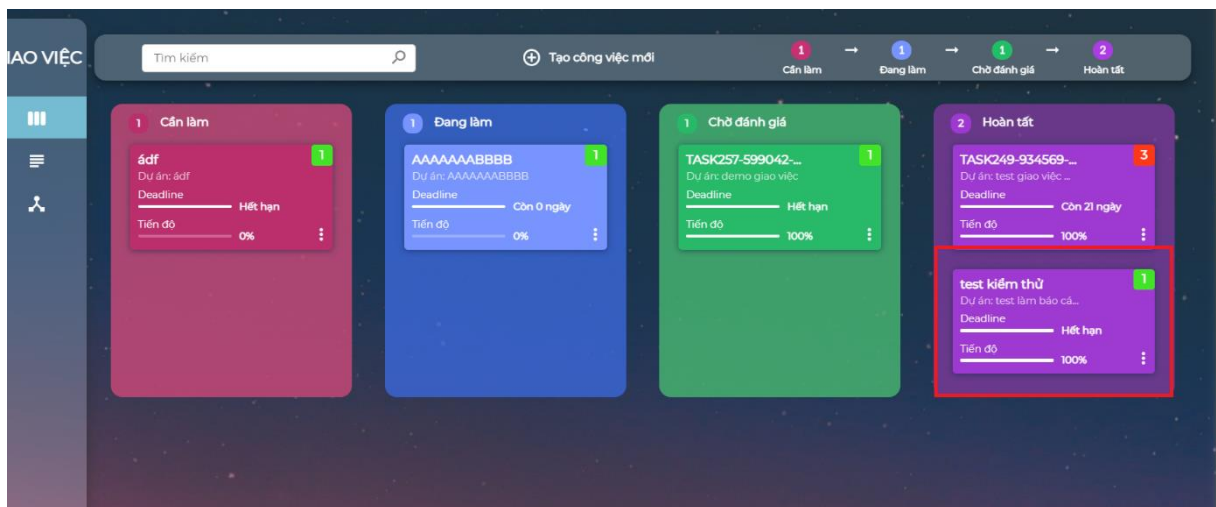 IAO VIỆC
Tìm kiếm
Tạo công việc mới
1 → 1 → 1 → 2
Cần làm Đang làm Chờ đánh giá Hoàn tất
1 Cần làm
ádf 1
Dự án: ádf
Deadline
Hết hạn
Tiến độ
0%
1 Đang làm
AAAAAAABBBB 1
Dự án: AAAAAAABBBB
Deadline
Còn 0 ngày
Tiến độ
0%
1 Chờ đánh giá
TASK257-599042-... 1
Dự án: demo giao việc
Deadline
Hết hạn
Tiến độ
100%
2 Hoàn tất
TASK249-934569-... 3
Dự án: test giao việc ...
Deadline
Còn 21 ngày
Tiến độ
100%
test kiểm thử 1
Dự án: test làm báo cá...
Deadline
Hết hạn
Tiến độ
100%